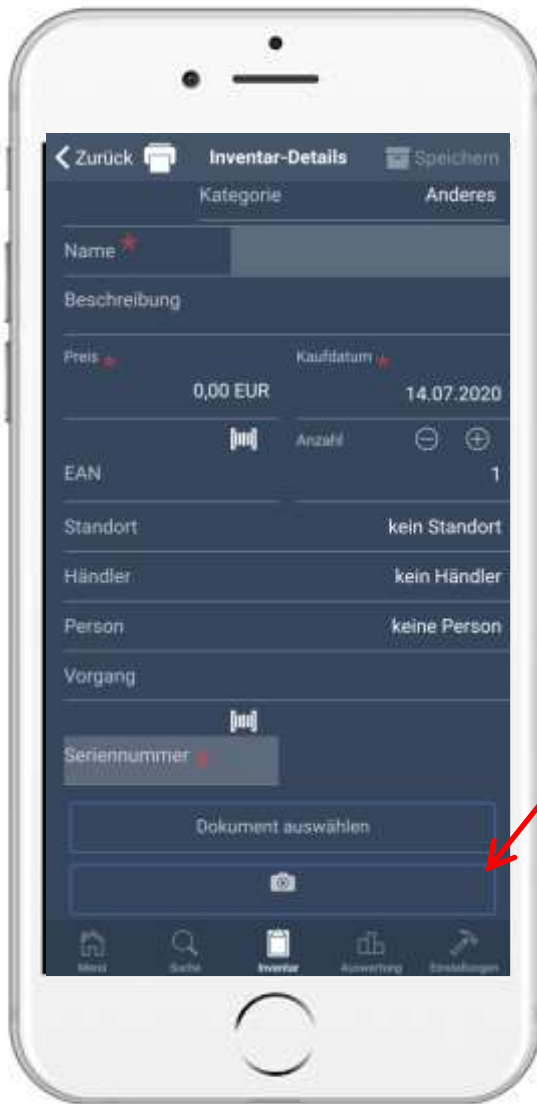 Zurück Inventar-Details Speichern
Kategorie Anderes
Name *
Beschreibung
Preis * Kaufdatum *
0,00 EUR 14.07.2020
Anzahl
EAN 1
Standort kein Standort
Händler kein Händler
Person keine Person
Vorgang
Seriennummer *
Dokument auswählen
Menü Suche Inventar Auswertung Einstellungen